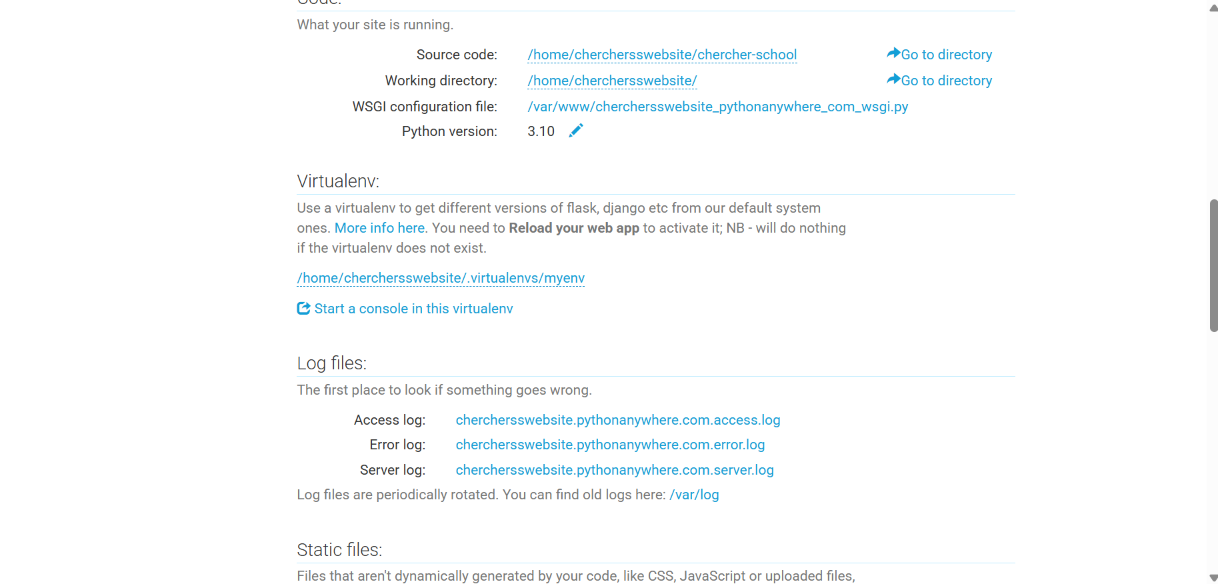 Code:
What your site is running.
Source code: /home/cherchersswebsite/chercher-school Go to directory
Working directory: /home/cherchersswebsite/ Go to directory
WSGI configuration file: /var/www/cherchersswebsite_pythonanywhere_com_wsgi.py
Python version: 3.10
Virtualenv:
Use a virtualenv to get different versions of flask, django etc from our default system
ones. More info here. You need to Reload your web app to activate it; NB - will do nothing
if the virtualenv does not exist.
/home/cherchersswebsite/.virtualenvs/myenv
Start a console in this virtualenv
Log files:
The first place to look if something goes wrong.
Access log: cherchersswebsite.pythonanywhere.com.access.log
Error log: cherchersswebsite.pythonanywhere.com.error.log
Server log: cherchersswebsite.pythonanywhere.com.server.log
Log files are periodically rotated. You can find old logs here: /var/log
Static files:
Files that aren't dynamically generated by your code, like CSS, JavaScript or uploaded files,